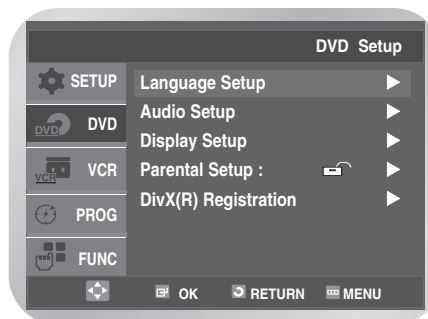 DVD Setup
SETUP
Language Setup
Audio Setup
DVD DVD
Display Setup
VCR VCR
Parental Setup :
DivX(R) Registration
PROG
FUNC
OK RETURN MENU